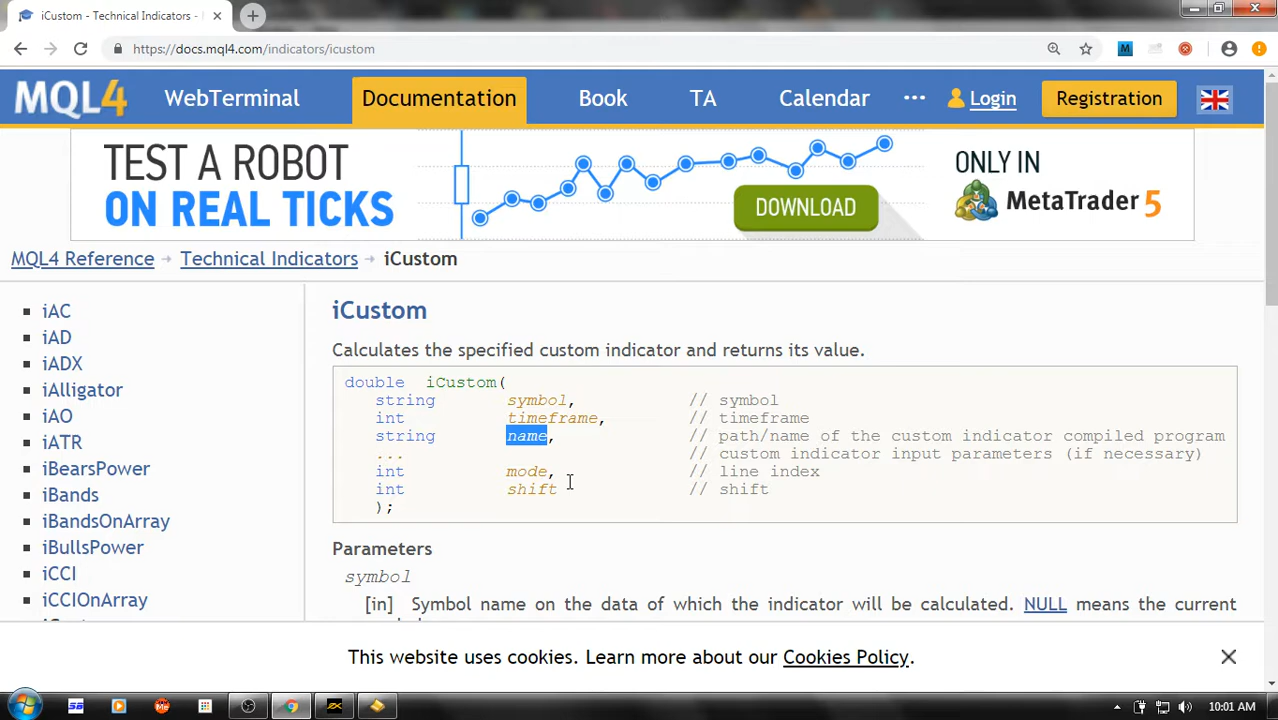 iCustom - Technical Indicators -
https://docs.mql4.com/indicators/icustom
MQL4 WebTerminal Documentation Book TA Calendar ... Login Registration
TEST A ROBOT
ON REAL TICKS
DOWNLOAD
ONLY IN
MetaTrader 5
MQL4 Reference Technical Indicators iCustom
iAC
iAD
iADX
iAlligator
iAO
iATR
iBearsPower
iBands
iBandsOnArray
iBullsPower
iCCI
iCCIOnArray
iCustom
Calculates the specified custom indicator and returns its value.
double iCustom(
string symbol, // symbol
int timeframe, // timeframe
string name, // path/name of the custom indicator compiled program
... // custom indicator input parameters (if necessary)
int mode, // line index
int shift // shift
);
Parameters
symbol
[in] Symbol name on the data of which the indicator will be calculated. NULL means the current
This website uses cookies. Learn more about our Cookies Policy.
10:01 AM